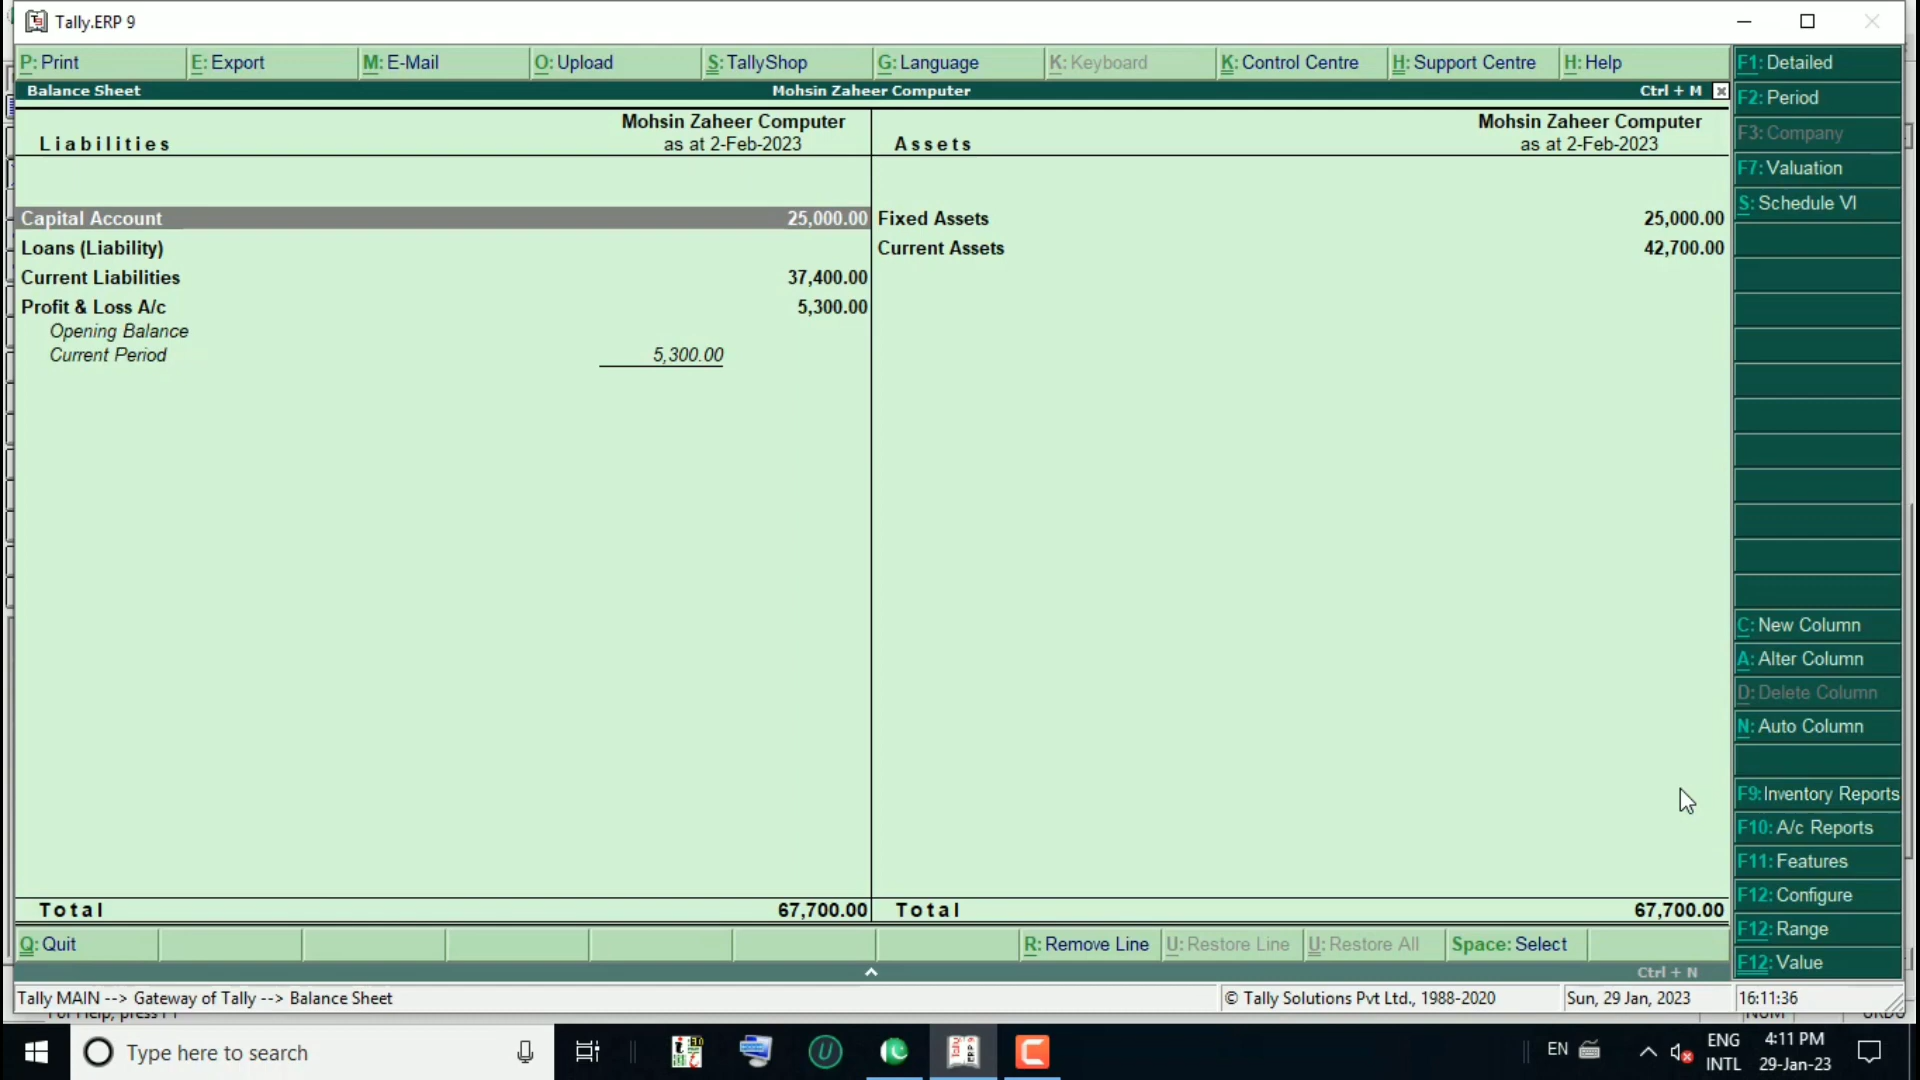 Tally.ERP 9
P: Print E: Export M: E-Mail O: Upload S: TallyShop G: Language K: Keyboard K: Control Centre H: Support Centre H: Help
Balance Sheet Mohsin Zaheer Computer Ctrl + M
Liabilities Mohsin Zaheer Computer as at 2-Feb-2023
Assets Mohsin Zaheer Computer as at 2-Feb-2023
Capital Account 25,000.00 Fixed Assets 25,000.00
Loans (Liability) Current Assets 42,700.00
Current Liabilities 37,400.00
Profit & Loss A/c 5,300.00
Opening Balance
Current Period 5,300.00
Total 67,700.00 Total 67,700.00
F1: Detailed
F2: Period
F3: Company
F7: Valuation
S: Schedule VI
C: New Column
A: Alter Column
D: Delete Column
N: Auto Column
F9: Inventory Reports
F10: A/c Reports
F11: Features
F12: Configure
F12: Range
F12: Value
Q: Quit R: Remove Line U: Restore Line U: Restore All Space: Select
Ctrl + N
Tally MAIN --> Gateway of Tally --> Balance Sheet © Tally Solutions Pvt Ltd., 1988-2020 Sun, 29 Jan, 2023 16:11:36
Type here to search
EN
ENG
INTL
4:11 PM
29-Jan-23